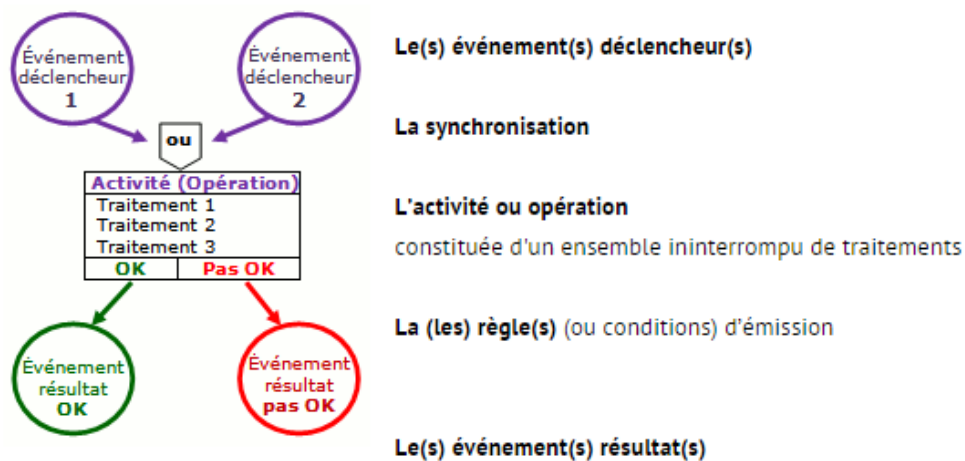 Événement
déclencheur
1
Événement
déclencheur
2
Le(s) événement(s) déclencheur(s)
ou
La synchronisation
Activité (Opération)
Traitement 1
Traitement 2
Traitement 3
OK
Pas OK
L'activité ou opération
constituée d'un ensemble ininterrompu de traitements
La (les) règle(s) (ou conditions) d'émission
Événement
résultat
OK
Événement
résultat
pas OK
Le(s) événement(s) résultat(s)